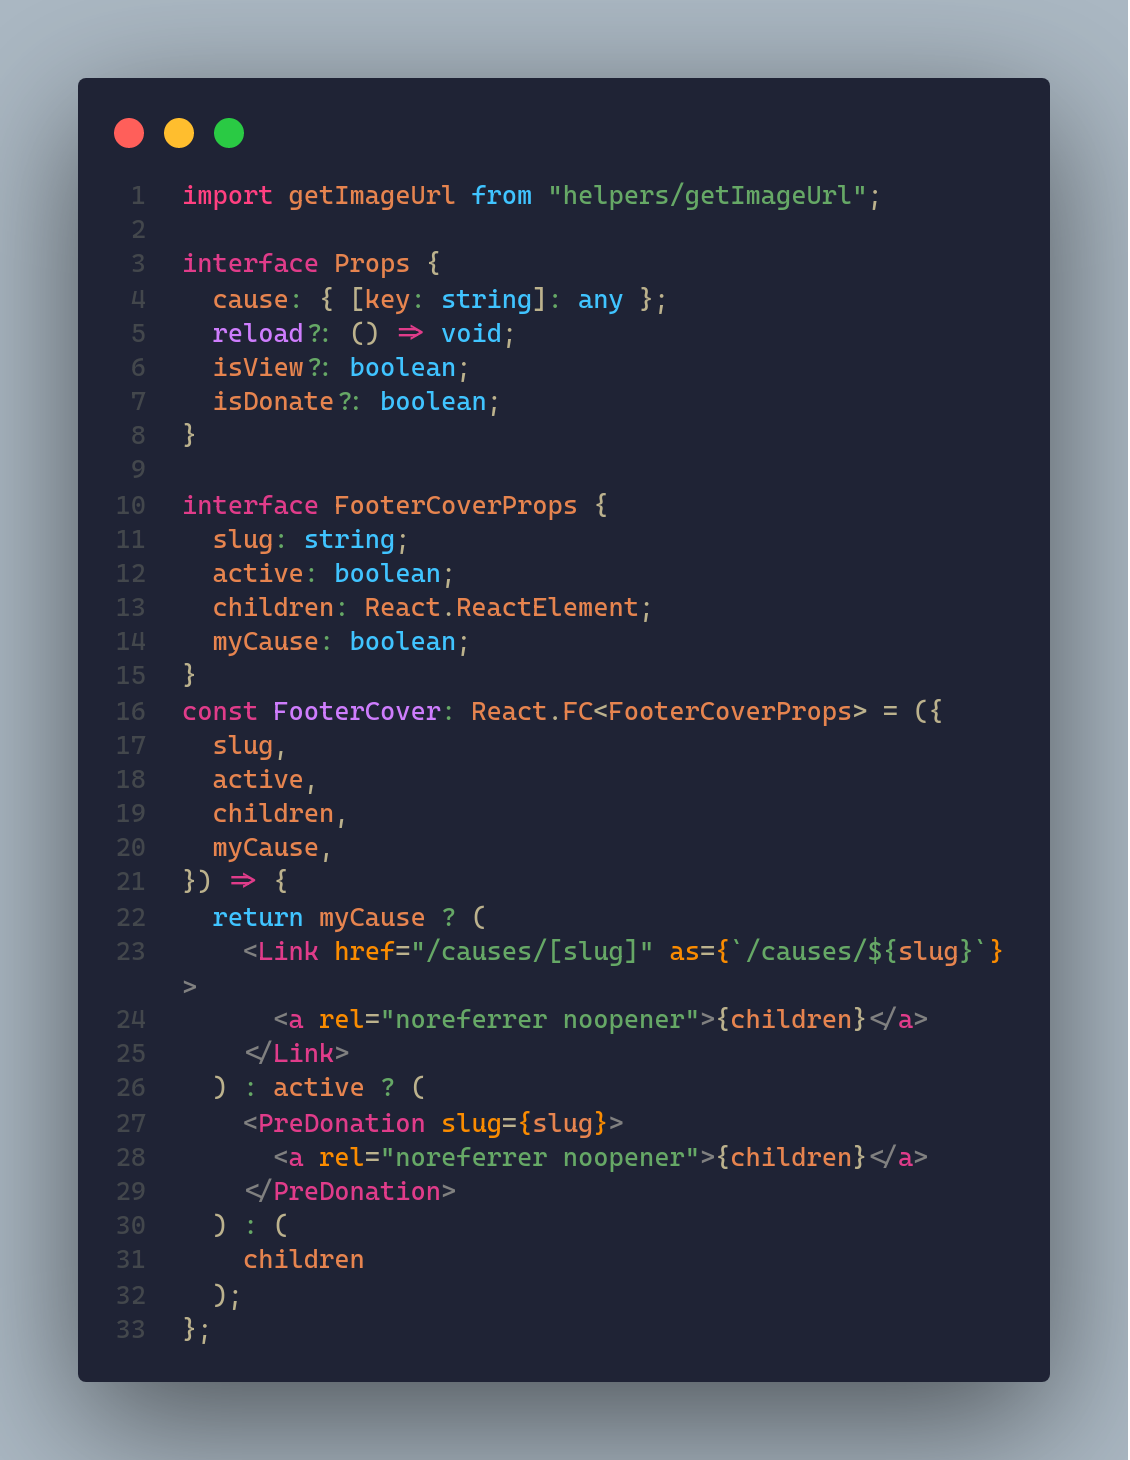 1 import getImageUrl from "helpers/getImageUrl";
2
3 interface Props {
4   cause: { [key: string]: any };
5   reload?: () => void;
6   isView?: boolean;
7   isDonate?: boolean;
8 }
9
10 interface FooterCoverProps {
11   slug: string;
12   active: boolean;
13   children: React.ReactElement;
14   myCause: boolean;
15 }
16 const FooterCover: React.FC<FooterCoverProps> = ({
17   slug,
18   active,
19   children,
20   myCause,
21 }) => {
22   return myCause ? (
23     <Link href="/causes/[slug]" as={`/causes/${slug}`}
>
24       <a rel="noreferrer noopener">{children}</a>
25     </Link>
26   ) : active ? (
27     <PreDonation slug={slug}>
28       <a rel="noreferrer noopener">{children}</a>
29     </PreDonation>
30   ) : (
31     children
32   );
33 };